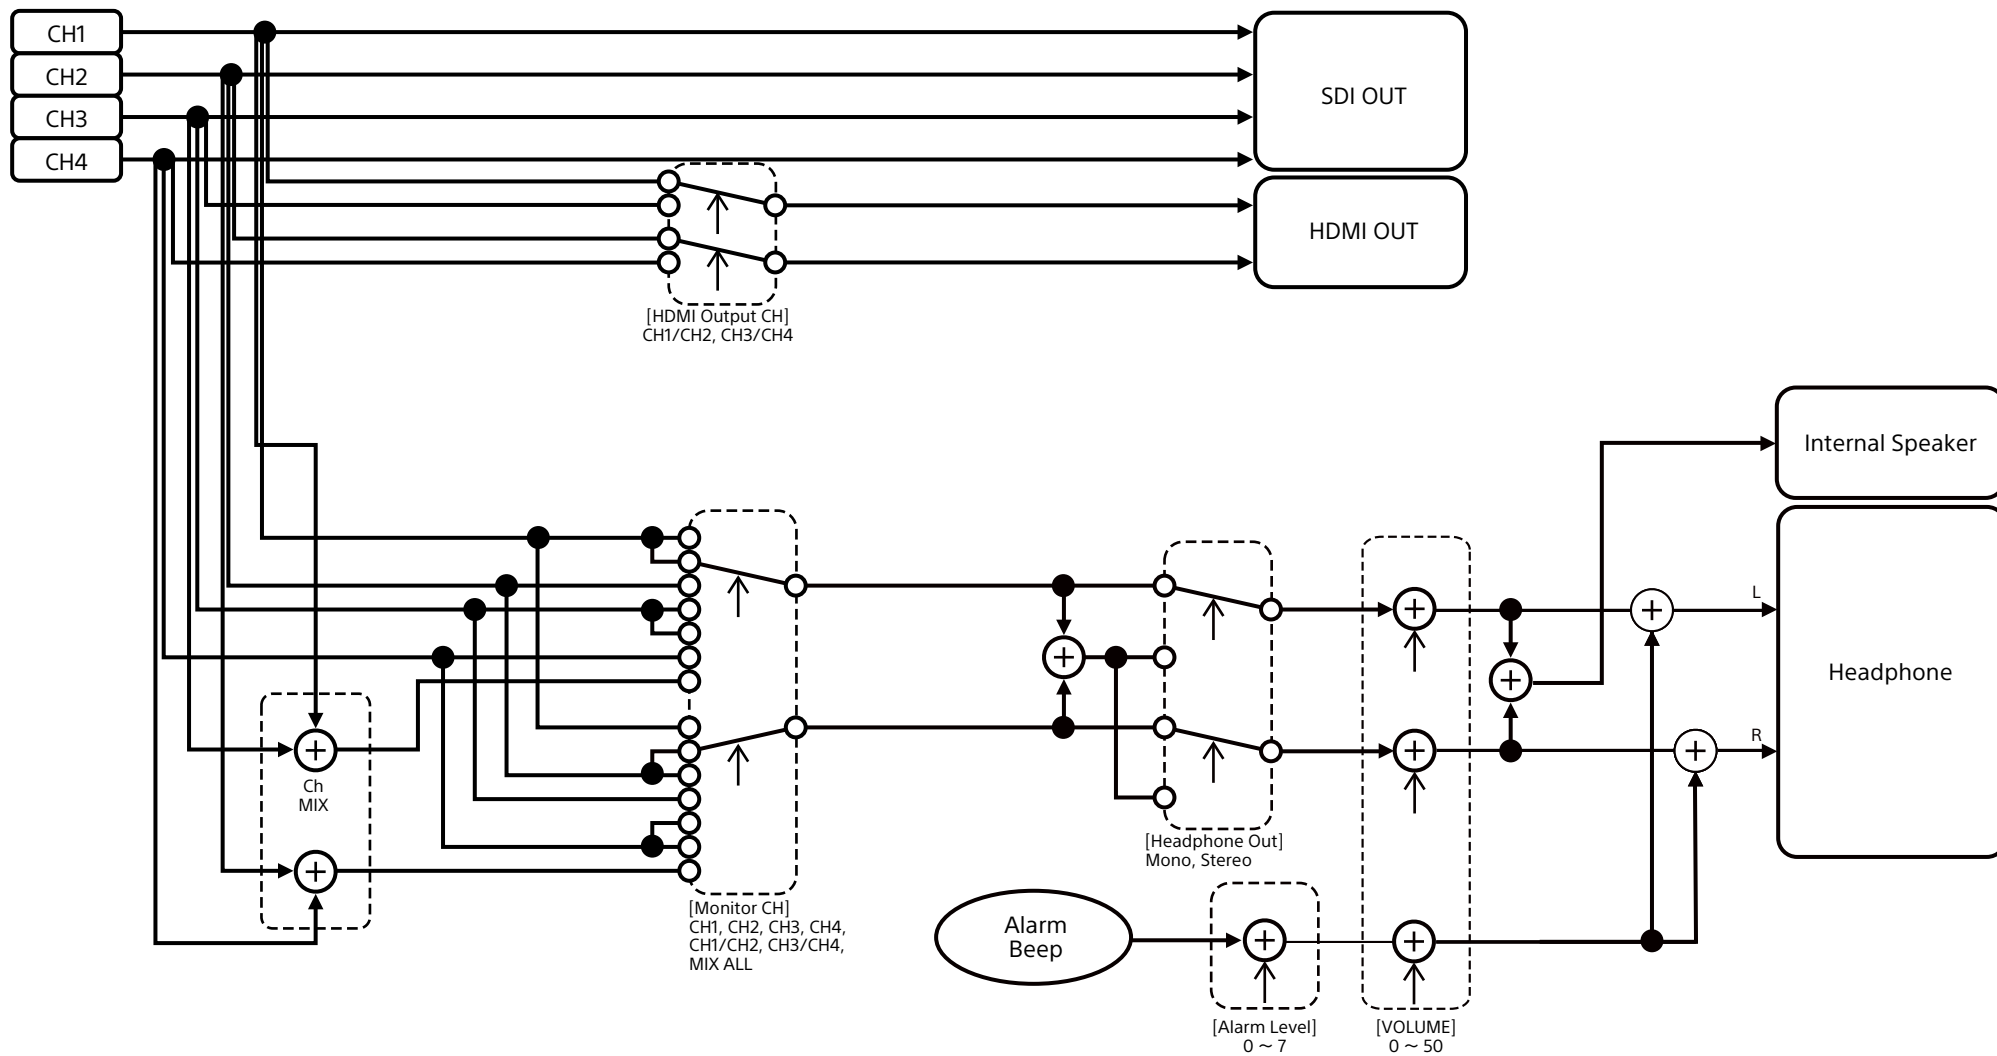 CH1
CH2
CH3
CH4
SDI OUT
HDMI OUT
[HDMI Output CH]
CH1/CH2, CH3/CH4
Internal Speaker
L
Headphone
R
Ch
MIX
[Headphone Out]
Mono, Stereo
[Monitor CH]
CH1, CH2, CH3, CH4,
CH1/CH2, CH3/CH4,
MIX ALL
Alarm
Beep
[Alarm Level]
0 ~ 7
[VOLUME]
0 ~ 50